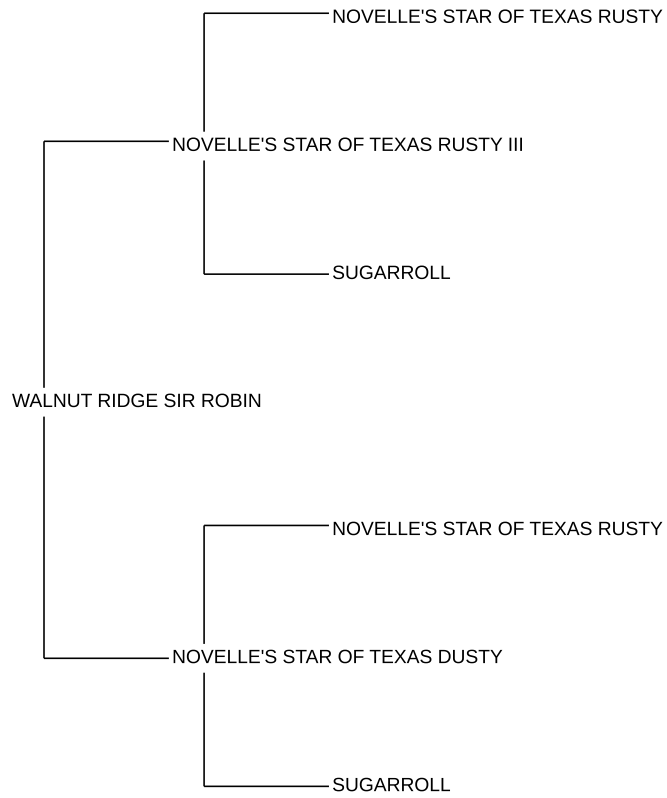 NOVELLE'S STAR OF TEXAS RUSTY
NOVELLE'S STAR OF TEXAS RUSTY III
SUGARROLL
WALNUT RIDGE SIR ROBIN
NOVELLE'S STAR OF TEXAS RUSTY
NOVELLE'S STAR OF TEXAS DUSTY
SUGARROLL